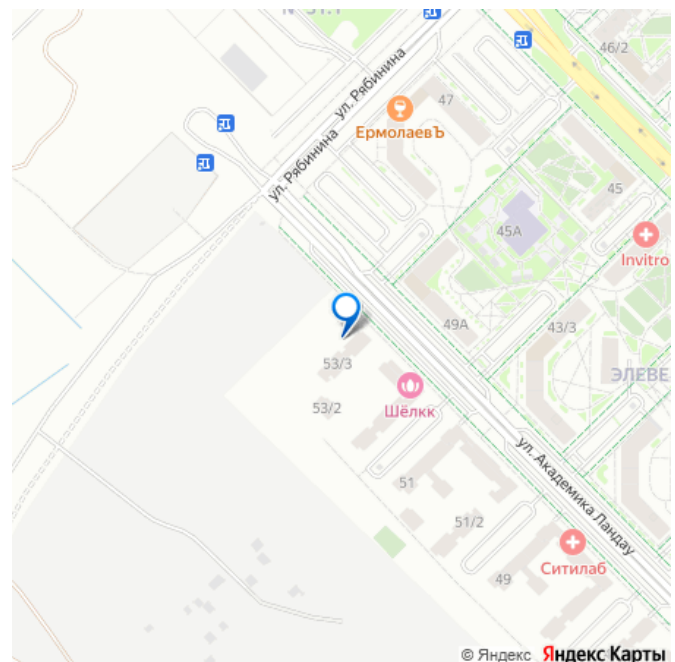 46/2
47
ул. Рябинина
ЕрмолаевЪ
ул. Рябинина
45
45А
Invitro
49А
43/3
53/3
ЭЛЕВЕ
53/2
Шёлкк
ул. Академика Ландау
51
51/2
Ситилаб
49
© Яндекс Яндекс Карты